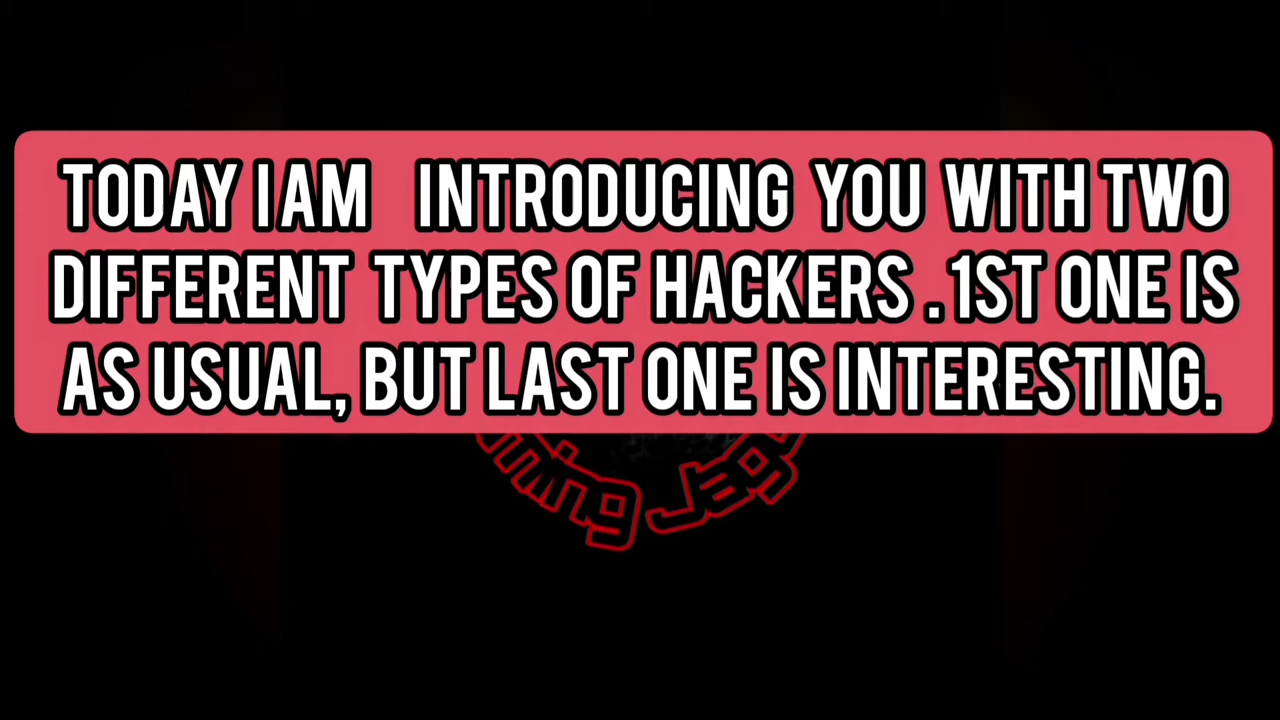 TODAY I AM INTRODUCING YOU WITH TWO
DIFFERENT TYPES OF HACKERS . 1ST ONE IS
AS USUAL, BUT LAST ONE IS INTERESTING.